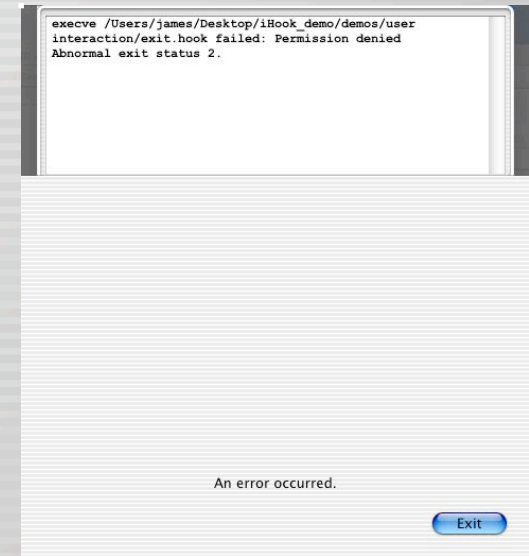 execve /Users/james/Desktop/iHook_demo/demos/user
interaction/exit.hook failed: Permission denied
Abnormal exit status 2.
An error occurred.
Exit